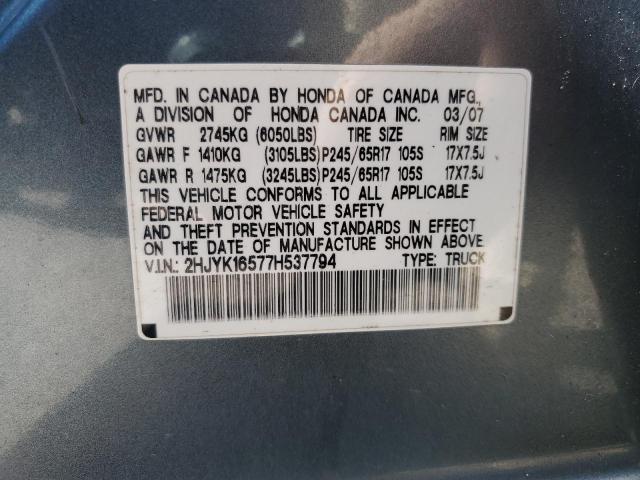 MFD. IN CANADA BY HONDA OF CANADA MFG.,
A DIVISION OF HONDA CANADA INC. 03/07
GVWR 2745KG (6050LBS) TIRE SIZE RIM SIZE
GAWR F 1410KG (3105LBS)P245/65R17 105S 17X7.5J
GAWR R 1475KG (3245LBS)P245/65R17 105S 17X7.5J
THIS VEHICLE CONFORMS TO ALL APPLICABLE
FEDERAL MOTOR VEHICLE SAFETY
AND THEFT PREVENTION STANDARDS IN EFFECT
ON THE DATE OF MANUFACTURE SHOWN ABOVE.
V.I.N.: 2HJYK16577H537794 TYPE: TRUCK